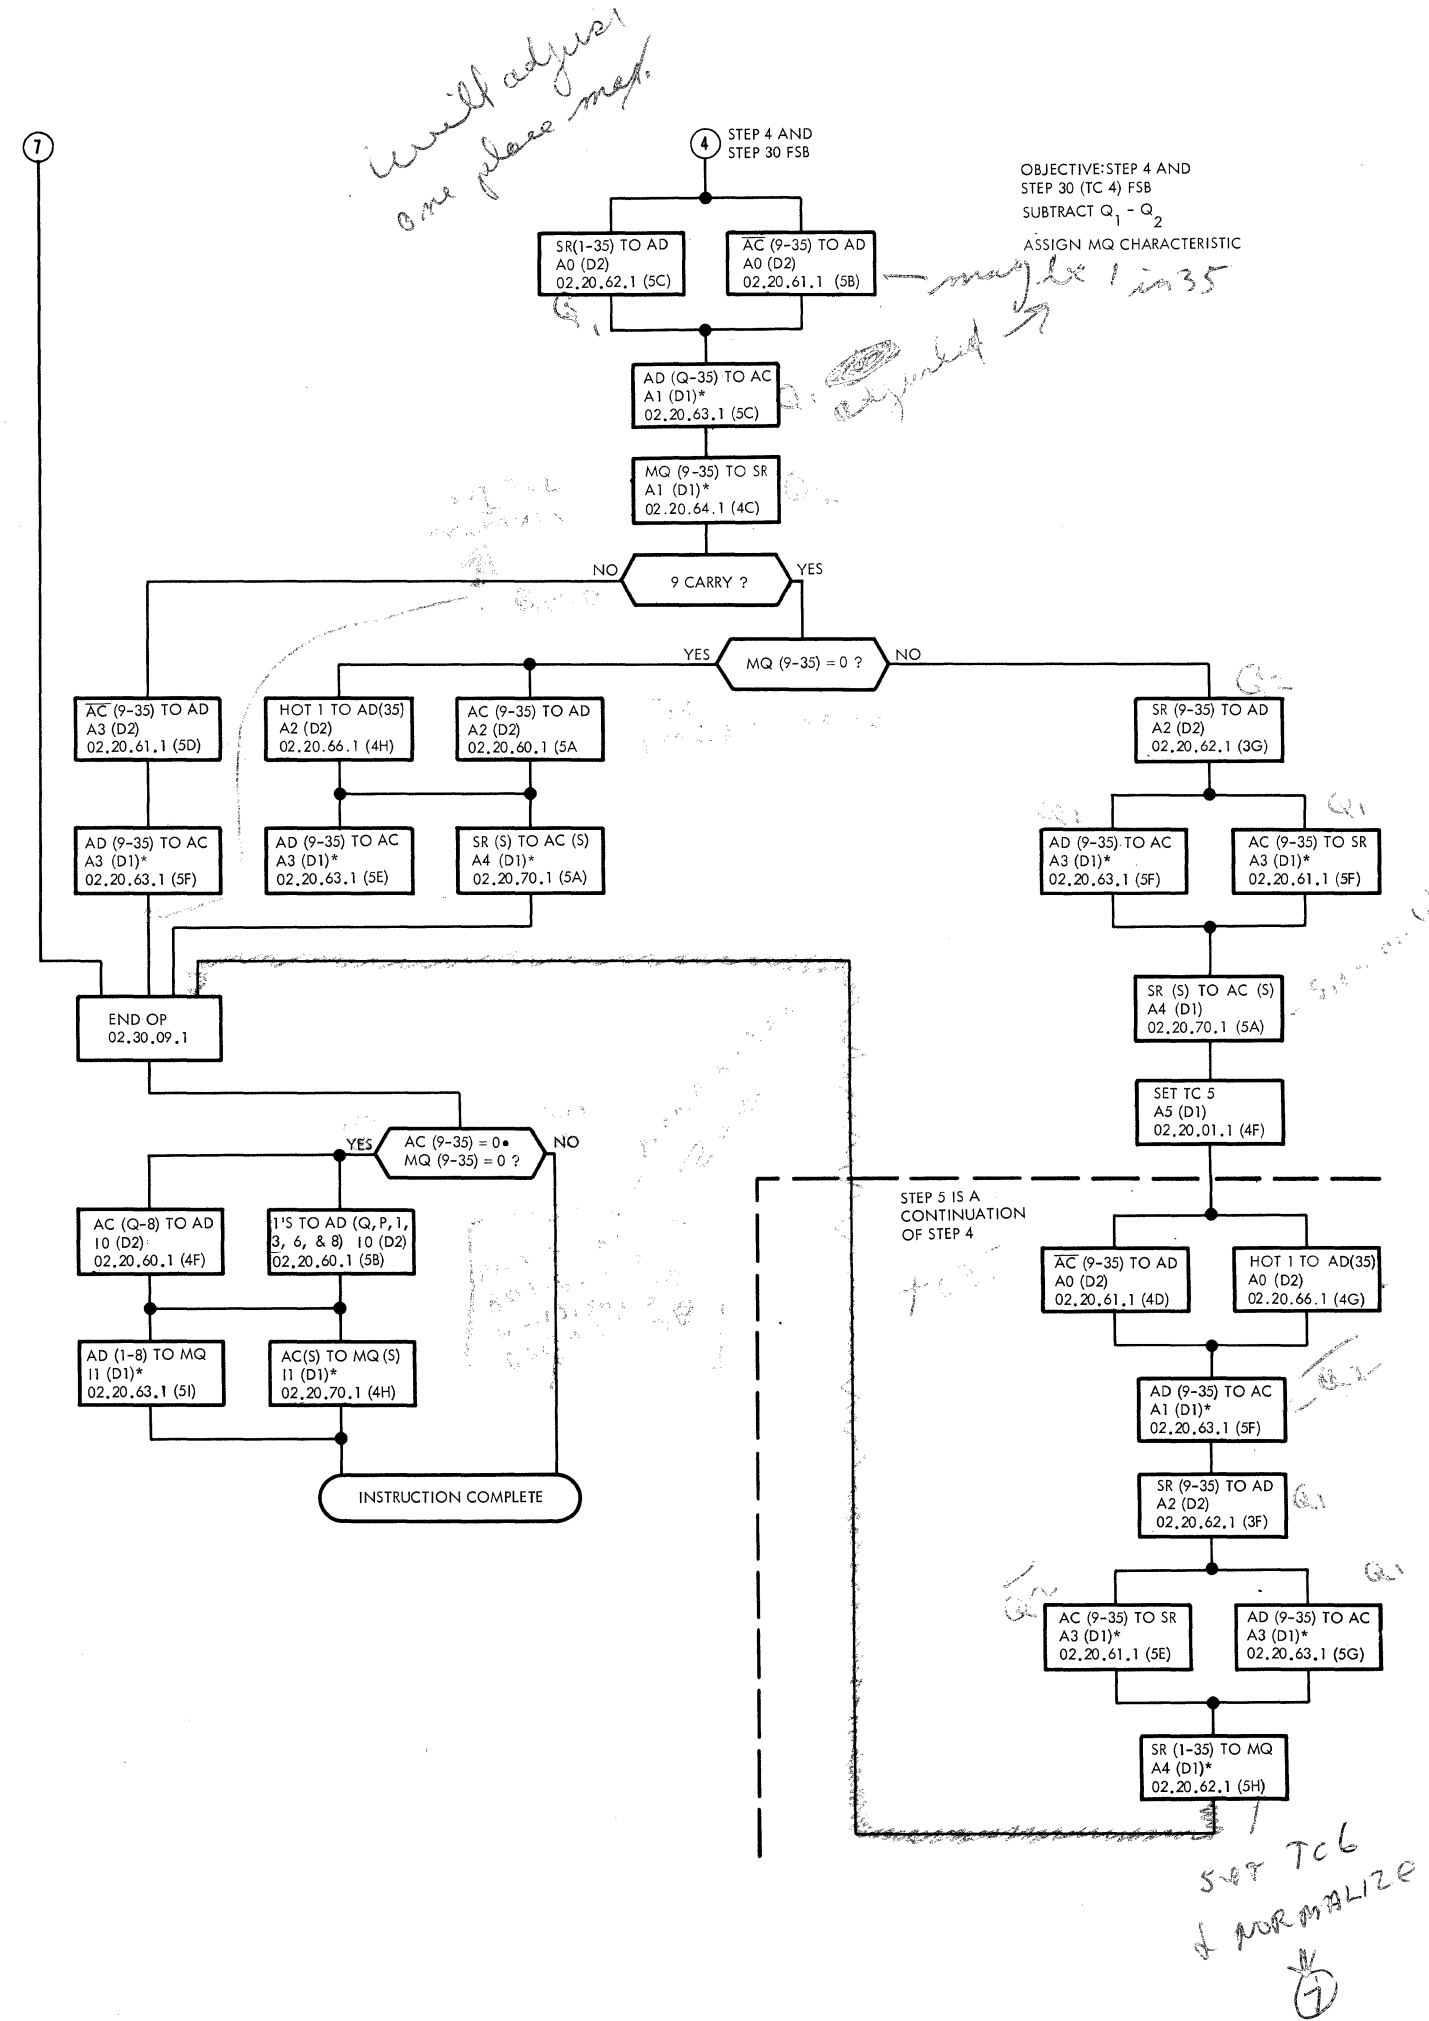 will adjust
one place max.
7
4
STEP 4 AND
STEP 30 FSB
OBJECTIVE:STEP 4 AND
STEP 30 (TC 4) FSB
SUBTRACT Q1 - Q2
ASSIGN MQ CHARACTERISTIC
SR(1-35) TO AD
A0 (D2)
02.20.62.1 (5C)
A̅C̅ (9-35) TO AD
A0 (D2)
02.20.61.1 (5B)
maybe 1 in 35
Q1
AD (Q-35) TO AC
A1 (D1)*
02.20.63.1 (5C)
adjusted
MQ (9-35) TO SR
A1 (D1)*
02.20.64.1 (4C)
NO
9 CARRY ?
YES
YES
MQ (9-35) = 0 ?
NO
Q2
A̅C̅ (9-35) TO AD
A3 (D2)
02.20.61.1 (5D)
HOT 1 TO AD(35)
A2 (D2)
02.20.66.1 (4H)
AC (9-35) TO AD
A2 (D2)
02.20.60.1 (5A
SR (9-35) TO AD
A2 (D2)
02.20.62.1 (3G)
Q1
AD (9-35) TO AC
A3 (D1)*
02.20.63.1 (5F)
AD (9-35) TO AC
A3 (D1)*
02.20.63.1 (5E)
SR (S) TO AC (S)
A4 (D1)*
02.20.70.1 (5A)
AD (9-35) TO AC
A3 (D1)*
02.20.63.1 (5F)
AC (9-35) TO SR
A3 (D1)*
02.20.61.1 (5F)
END OP
02.30.09.1
SR (S) TO AC (S)
A4 (D1)
02.20.70.1 (5A)
SET TC 5
A5 (D1)
02.20.01.1 (4F)
YES
AC (9-35) = 0•
MQ (9-35) = 0 ?
NO
STEP 5 IS A
CONTINUATION
OF STEP 4
AC (Q-8) TO AD
I0 (D2)
02.20.60.1 (4F)
1'S TO AD (Q,P,1,
3, 6, & 8) I0 (D2)
02.20.60.1 (5B)
A̅C̅ (9-35) TO AD
A0 (D2)
02.20.61.1 (4D)
HOT 1 TO AD(35)
A0 (D2)
02.20.66.1 (4G)
AD (1-8) TO MQ
I1 (D1)*
02.20.63.1 (5I)
AC(S) TO MQ (S)
I1 (D1)*
02.20.70.1 (4H)
AD (9-35) TO AC
A1 (D1)*
02.20.63.1 (5F)
Q2
INSTRUCTION COMPLETE
SR (9-35) TO AD
A2 (D2)
02.20.62.1 (3F)
Q1
Q2
Q1
AC (9-35) TO SR
A3 (D1)*
02.20.61.1 (5E)
AD (9-35) TO AC
A3 (D1)*
02.20.63.1 (5G)
SR (1-35) TO MQ
A4 (D1)*
02.20.62.1 (5H)
SET TC6
& NORMALIZE
7